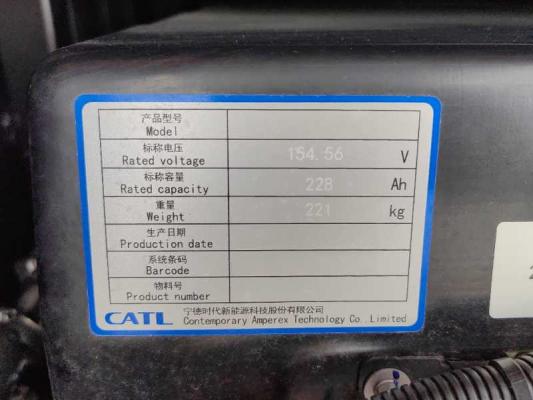 产品型号
Model
标称电压
Rated voltage 154.56 V
标称容量
Rated capacity 228 Ah
重量
Weight 221 kg
生产日期
Production date
系统条码
Barcode
物料号
Product number
CATL 宁德时代新能源科技股份有限公司
Contemporary Amperex Technology Co., Limited
2